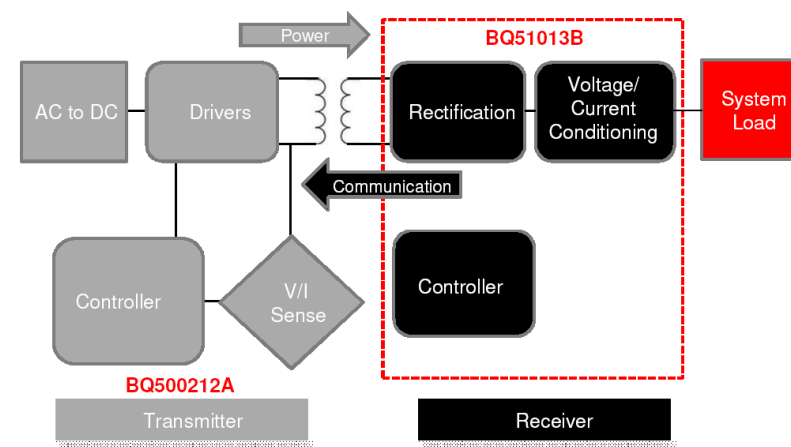 Power
BQ51013B
AC to DC
Drivers
Rectification
Voltage/
Current
Conditioning
System
Load
Communication
Controller
V/I
Sense
Controller
BQ500212A
Transmitter
Receiver